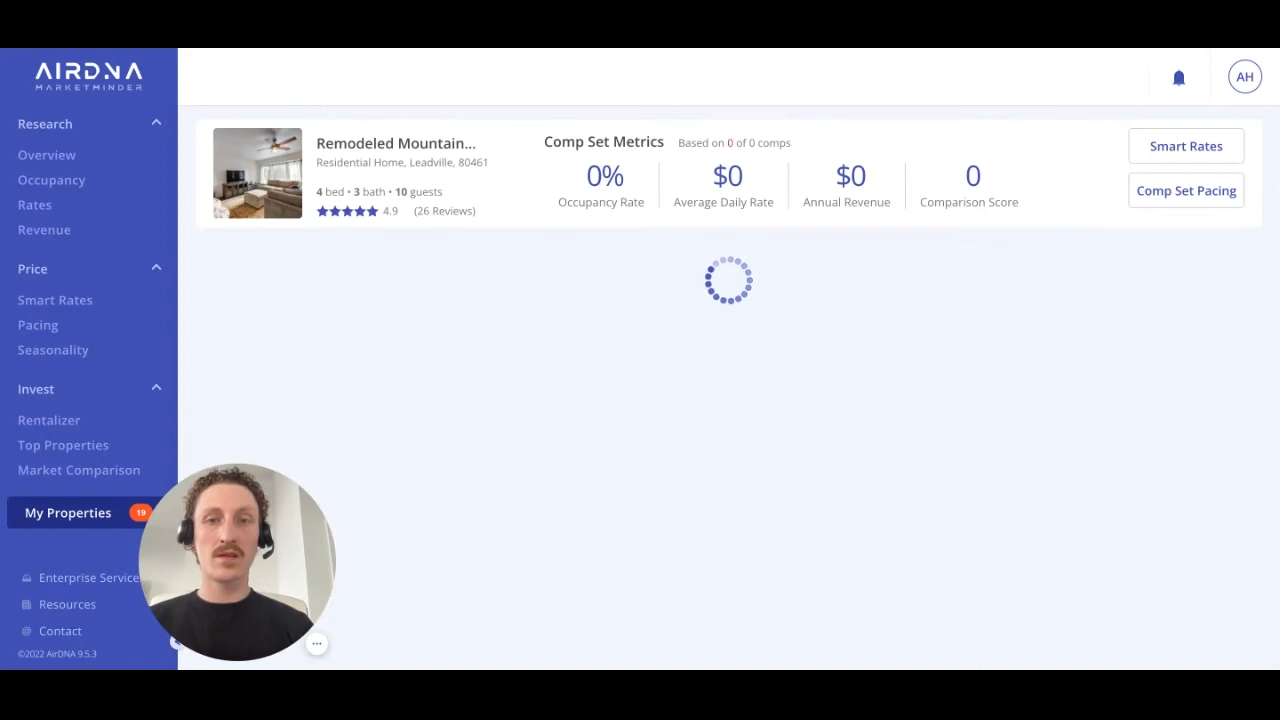 AIRDNA
MARKETMINDER
Research
Overview
Occupancy
Rates
Revenue
Price
Smart Rates
Pacing
Seasonality
Invest
Rentalizer
Top Properties
Market Comparison
My Properties 19
Enterprise Service
Resources
Contact
©2022 AirDNA 9.5.3
AH
Remodeled Mountain...
Residential Home, Leadville, 80461
4 bed • 3 bath • 10 guests
4.9 (26 Reviews)
Comp Set Metrics Based on 0 of 0 comps
0% $0 $0 0
Occupancy Rate Average Daily Rate Annual Revenue Comparison Score
Smart Rates
Comp Set Pacing